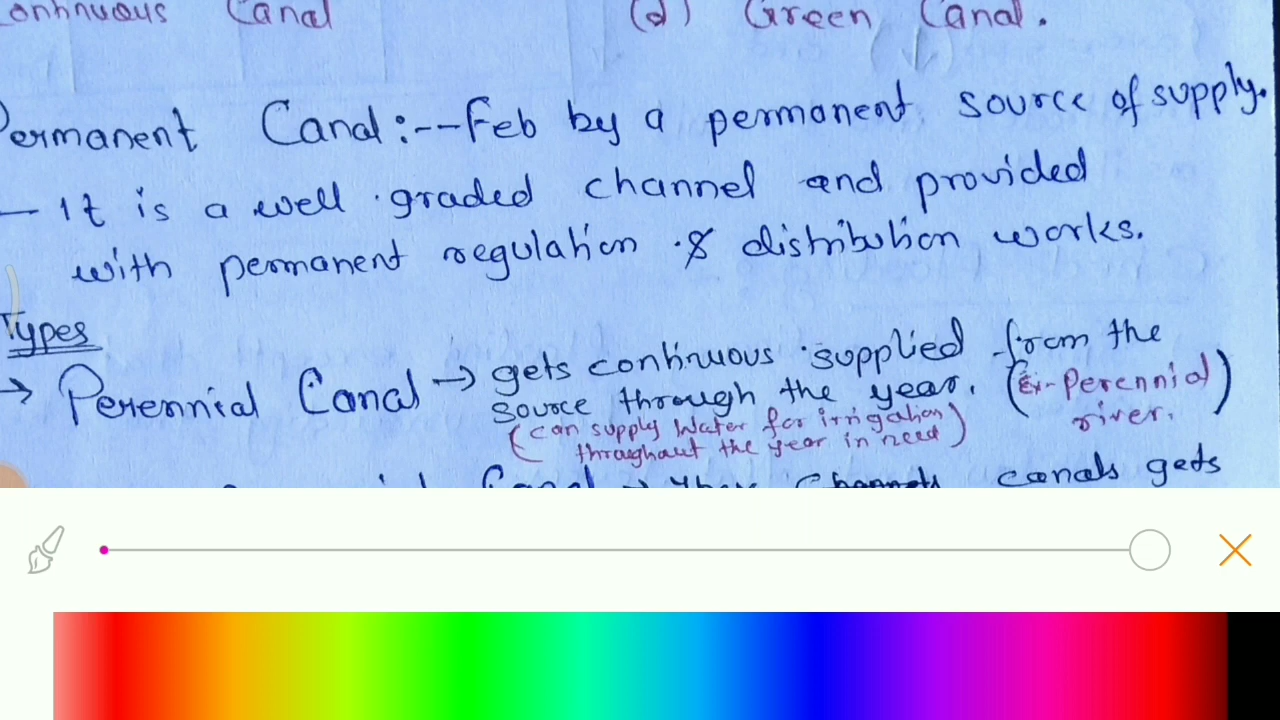 Canal (d) Green Canal.
Permanent Canal:-- Feb by a permanent source of supply.
— It is a well graded channel and provided
with permanent regulation & distribution works.
Types
→ Perennial Canal → gets continuous supplied from the
source through the year. (Ex- Perennial
river.)
(can supply Water for irrigation
throughout the year in need)
canals gets